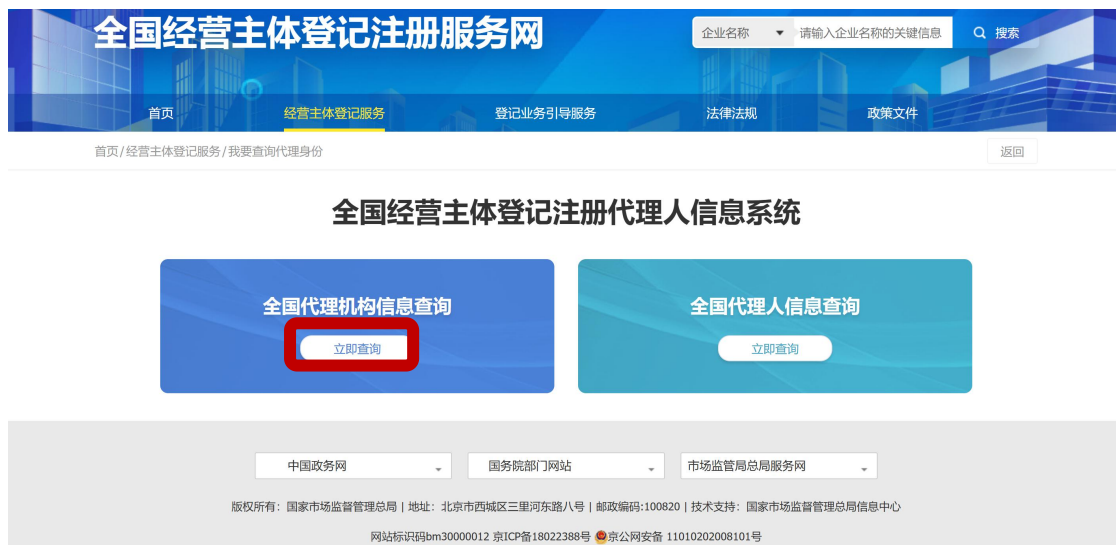 全国经营主体登记注册服务网
企业名称 请输入企业名称的关键信息 搜索
首页 经营主体登记服务 登记业务引导服务 法律法规 政策文件
首页/经营主体登记服务/我要查询代理身份 返回
全国经营主体登记注册代理人信息系统
全国代理机构信息查询 全国代理人信息查询
立即查询 立即查询
中国政务网 国务院部门网站 市场监管局总局服务网
版权所有：国家市场监督管理总局 | 地址：北京市西城区三里河东路八号 | 邮政编码:100820 | 技术支持：国家市场监督管理总局信息中心
网站标识码bm30000012 京ICP备18022388号 京公网安备 11010202008101号